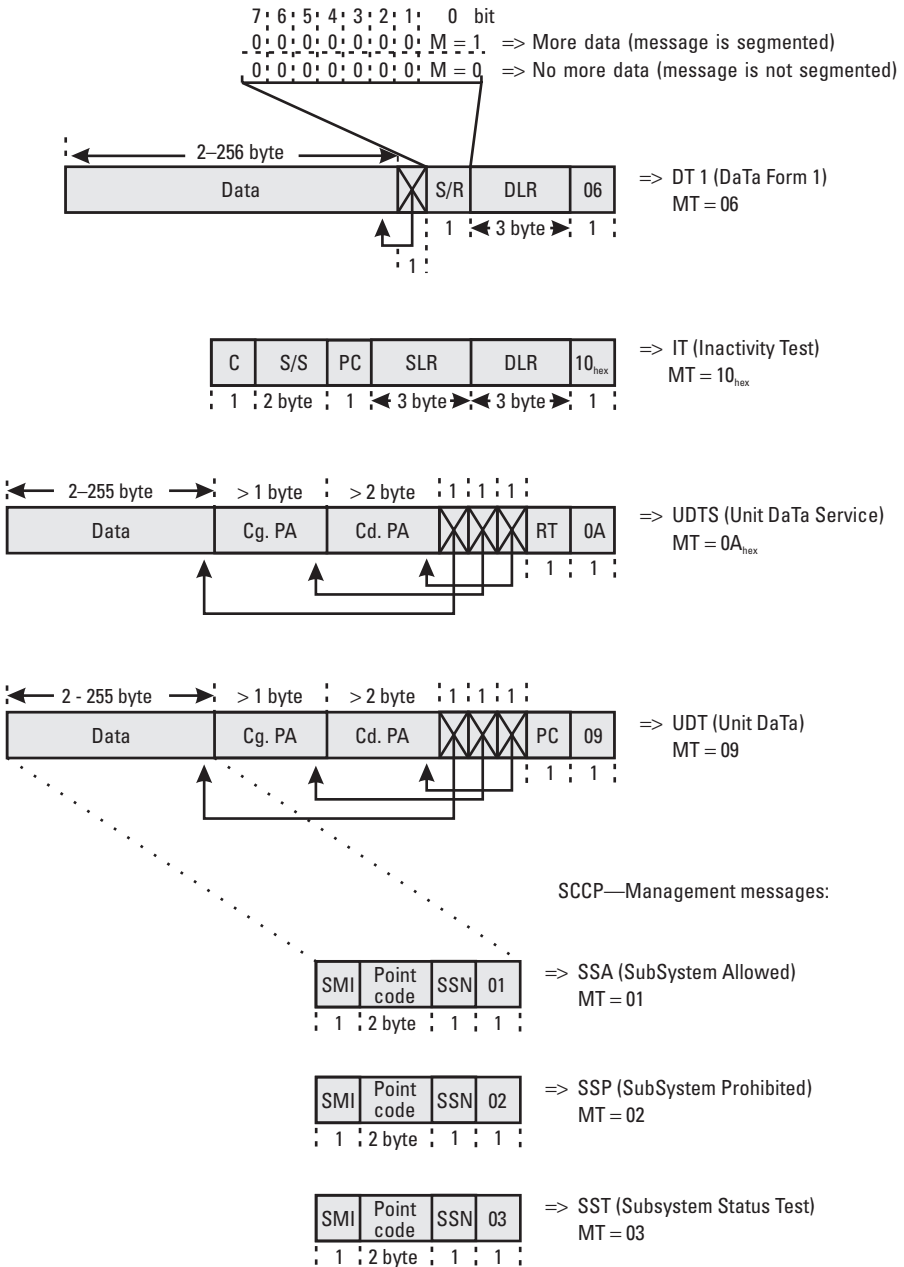 7 6 5 4 3 2 1 0 bit
0 0 0 0 0 0 0 M = 1 => More data (message is segmented)
0 0 0 0 0 0 0 M = 0 => No more data (message is not segmented)
2–256 byte
Data S/R DLR 06 => DT 1 (DaTa Form 1)
MT = 06
1 3 byte 1
1
C S/S PC SLR DLR 10hex => IT (Inactivity Test)
MT = 10hex
1 2 byte 1 3 byte 3 byte 1
2–255 byte > 1 byte > 2 byte 1 1 1
Data Cg. PA Cd. PA RT 0A => UDTS (Unit DaTa Service)
MT = 0Ahex
1 1
2 - 255 byte > 1 byte > 2 byte 1 1 1
Data Cg. PA Cd. PA PC 09 => UDT (Unit DaTa)
MT = 09
1 1
SCCP—Management messages:
SMI Point code SSN 01 => SSA (SubSystem Allowed)
MT = 01
1 2 byte 1 1
SMI Point code SSN 02 => SSP (SubSystem Prohibited)
MT = 02
1 2 byte 1 1
SMI Point code SSN 03 => SST (Subsystem Status Test)
MT = 03
1 2 byte 1 1